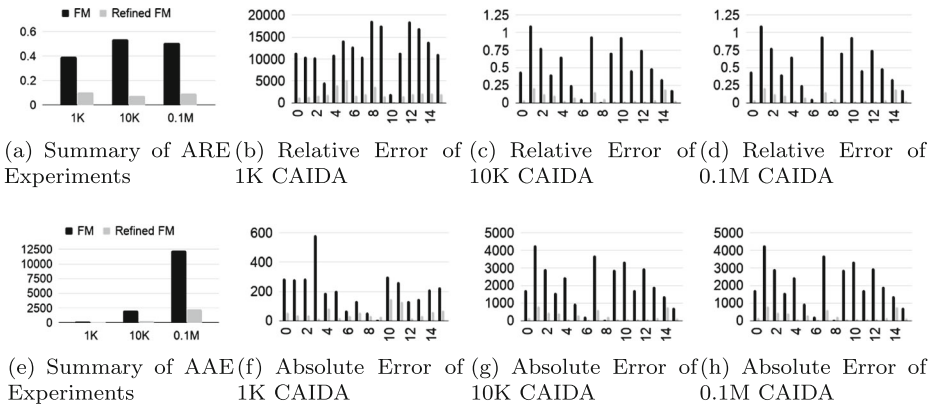 FM Refined FM
0.6
0.4
0.2
0
1K 10K 0.1M
20000
15000
10000
5000
0
0 2 4 6 8 10 12 14
1.25
1
0.75
0.5
0.25
0
0 2 4 6 8 10 12 14
1.25
1
0.75
0.5
0.25
0
0 2 4 6 8 10 12 14
(a) Summary of ARE Experiments
(b) Relative Error of 1K CAIDA
(c) Relative Error of 10K CAIDA
(d) Relative Error of 0.1M CAIDA
FM Refined FM
12500
10000
7500
5000
2500
0
1K 10K 0.1M
600
400
200
0
0 2 4 6 8 10 12 14
5000
4000
3000
2000
1000
0
0 2 4 6 8 10 12 14
5000
4000
3000
2000
1000
0
0 2 4 6 8 10 12 14
(e) Summary of AAE Experiments
(f) Absolute Error of 1K CAIDA
(g) Absolute Error of 10K CAIDA
(h) Absolute Error of 0.1M CAIDA